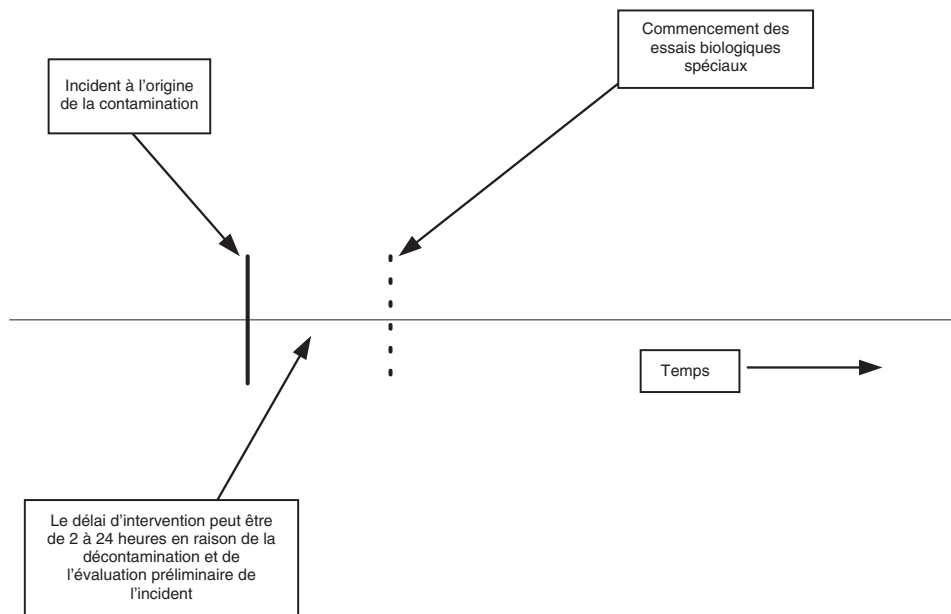 Commencement des
essais biologiques
spéciaux
Incident à l'origine
de la contamination
Temps
Le délai d'intervention peut être
de 2 à 24 heures en raison de la
décontamination et de
l'évaluation préliminaire de
l'incident